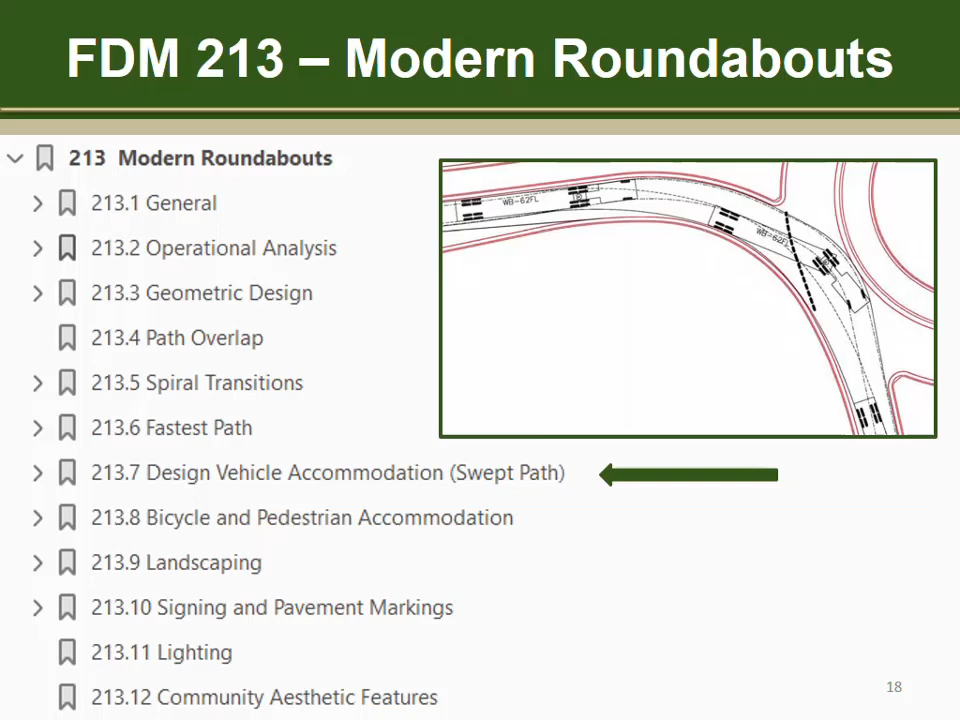 FDM 213 – Modern Roundabouts
213 Modern Roundabouts
213.1 General
213.2 Operational Analysis
213.3 Geometric Design
213.4 Path Overlap
213.5 Spiral Transitions
213.6 Fastest Path
213.7 Design Vehicle Accommodation (Swept Path)
213.8 Bicycle and Pedestrian Accommodation
213.9 Landscaping
213.10 Signing and Pavement Markings
213.11 Lighting
213.12 Community Aesthetic Features
WB-62FL
WB-62FL
18